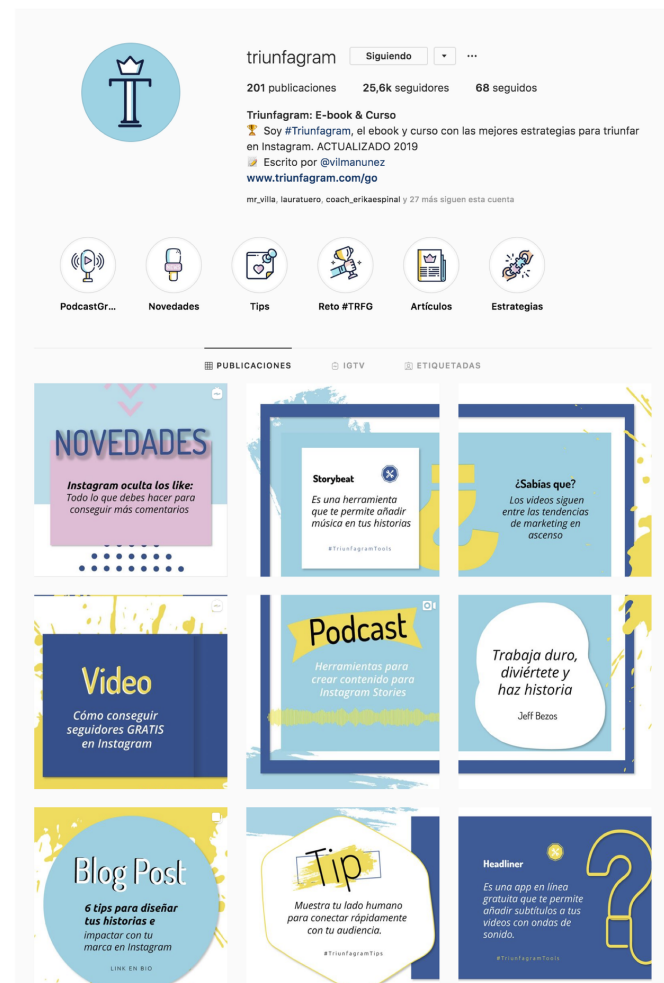 triunfagram Siguiendo
201 publicaciones 25,6k seguidores 68 seguidos
Triunfagram: E-book & Curso
Soy #Triunfagram, el ebook y curso con las mejores estrategias para triunfar
en Instagram. ACTUALIZADO 2019
Escrito por @vilmanunez
www.triunfagram.com/go
mr_villa, lauratuero, coach_erikaespinal y 27 más siguen esta cuenta
PodcastGr... Novedades Tips Reto #TRFG Artículos Estrategias
PUBLICACIONES IGTV ETIQUETADAS
NOVEDADES
Instagram oculta los like:
Todo lo que debes hacer para
conseguir más comentarios
Storybeat
Es una herramienta
que te permite añadir
música en tus historias
#TriunfagramTools
¿Sabías que?
Los videos siguen
entre las tendencias
de marketing en
ascenso
Video
Cómo conseguir
seguidores GRATIS
en Instagram
Podcast
Herramientas para
crear contenido para
Instagram Stories
Trabaja duro,
diviértete y
haz historia
Jeff Bezos
Blog Post
6 tips para diseñar
tus historias e
impactar con tu
marca en Instagram
LINK EN BIO
Tip
Muestra tu lado humano
para conectar rápidamente
con tu audiencia.
#TriunfagramTips
Headliner
Es una app en línea
gratuita que te permite
añadir subtítulos a tus
videos con ondas de
sonido.
#TriunfagramTools